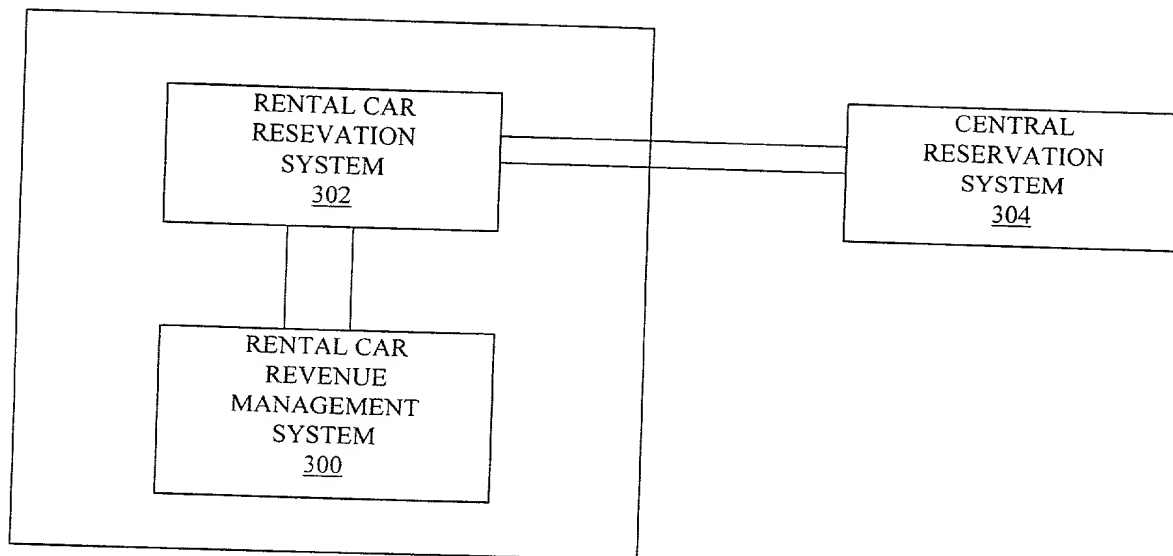 RENTAL CAR
RESEVATION
SYSTEM
302
CENTRAL
RESERVATION
SYSTEM
304
RENTAL CAR
REVENUE
MANAGEMENT
SYSTEM
300